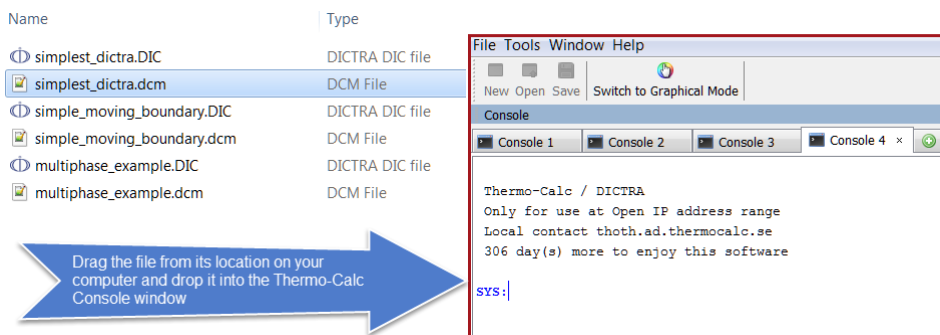 Name Type
simplest_dictra.DIC DICTRA DIC file
simplest_dictra.dcm DCM File
simple_moving_boundary.DIC DICTRA DIC file
simple_moving_boundary.dcm DCM File
multiphase_example.DIC DICTRA DIC file
multiphase_example.dcm DCM File
Drag the file from its location on your
computer and drop it into the Thermo-Calc
Console window
File Tools Window Help
New Open Save Switch to Graphical Mode
Console
Console 1 Console 2 Console 3 Console 4 ×
Thermo-Calc / DICTRA
Only for use at Open IP address range
Local contact thoth.ad.thermocalc.se
306 day(s) more to enjoy this software
SYS: